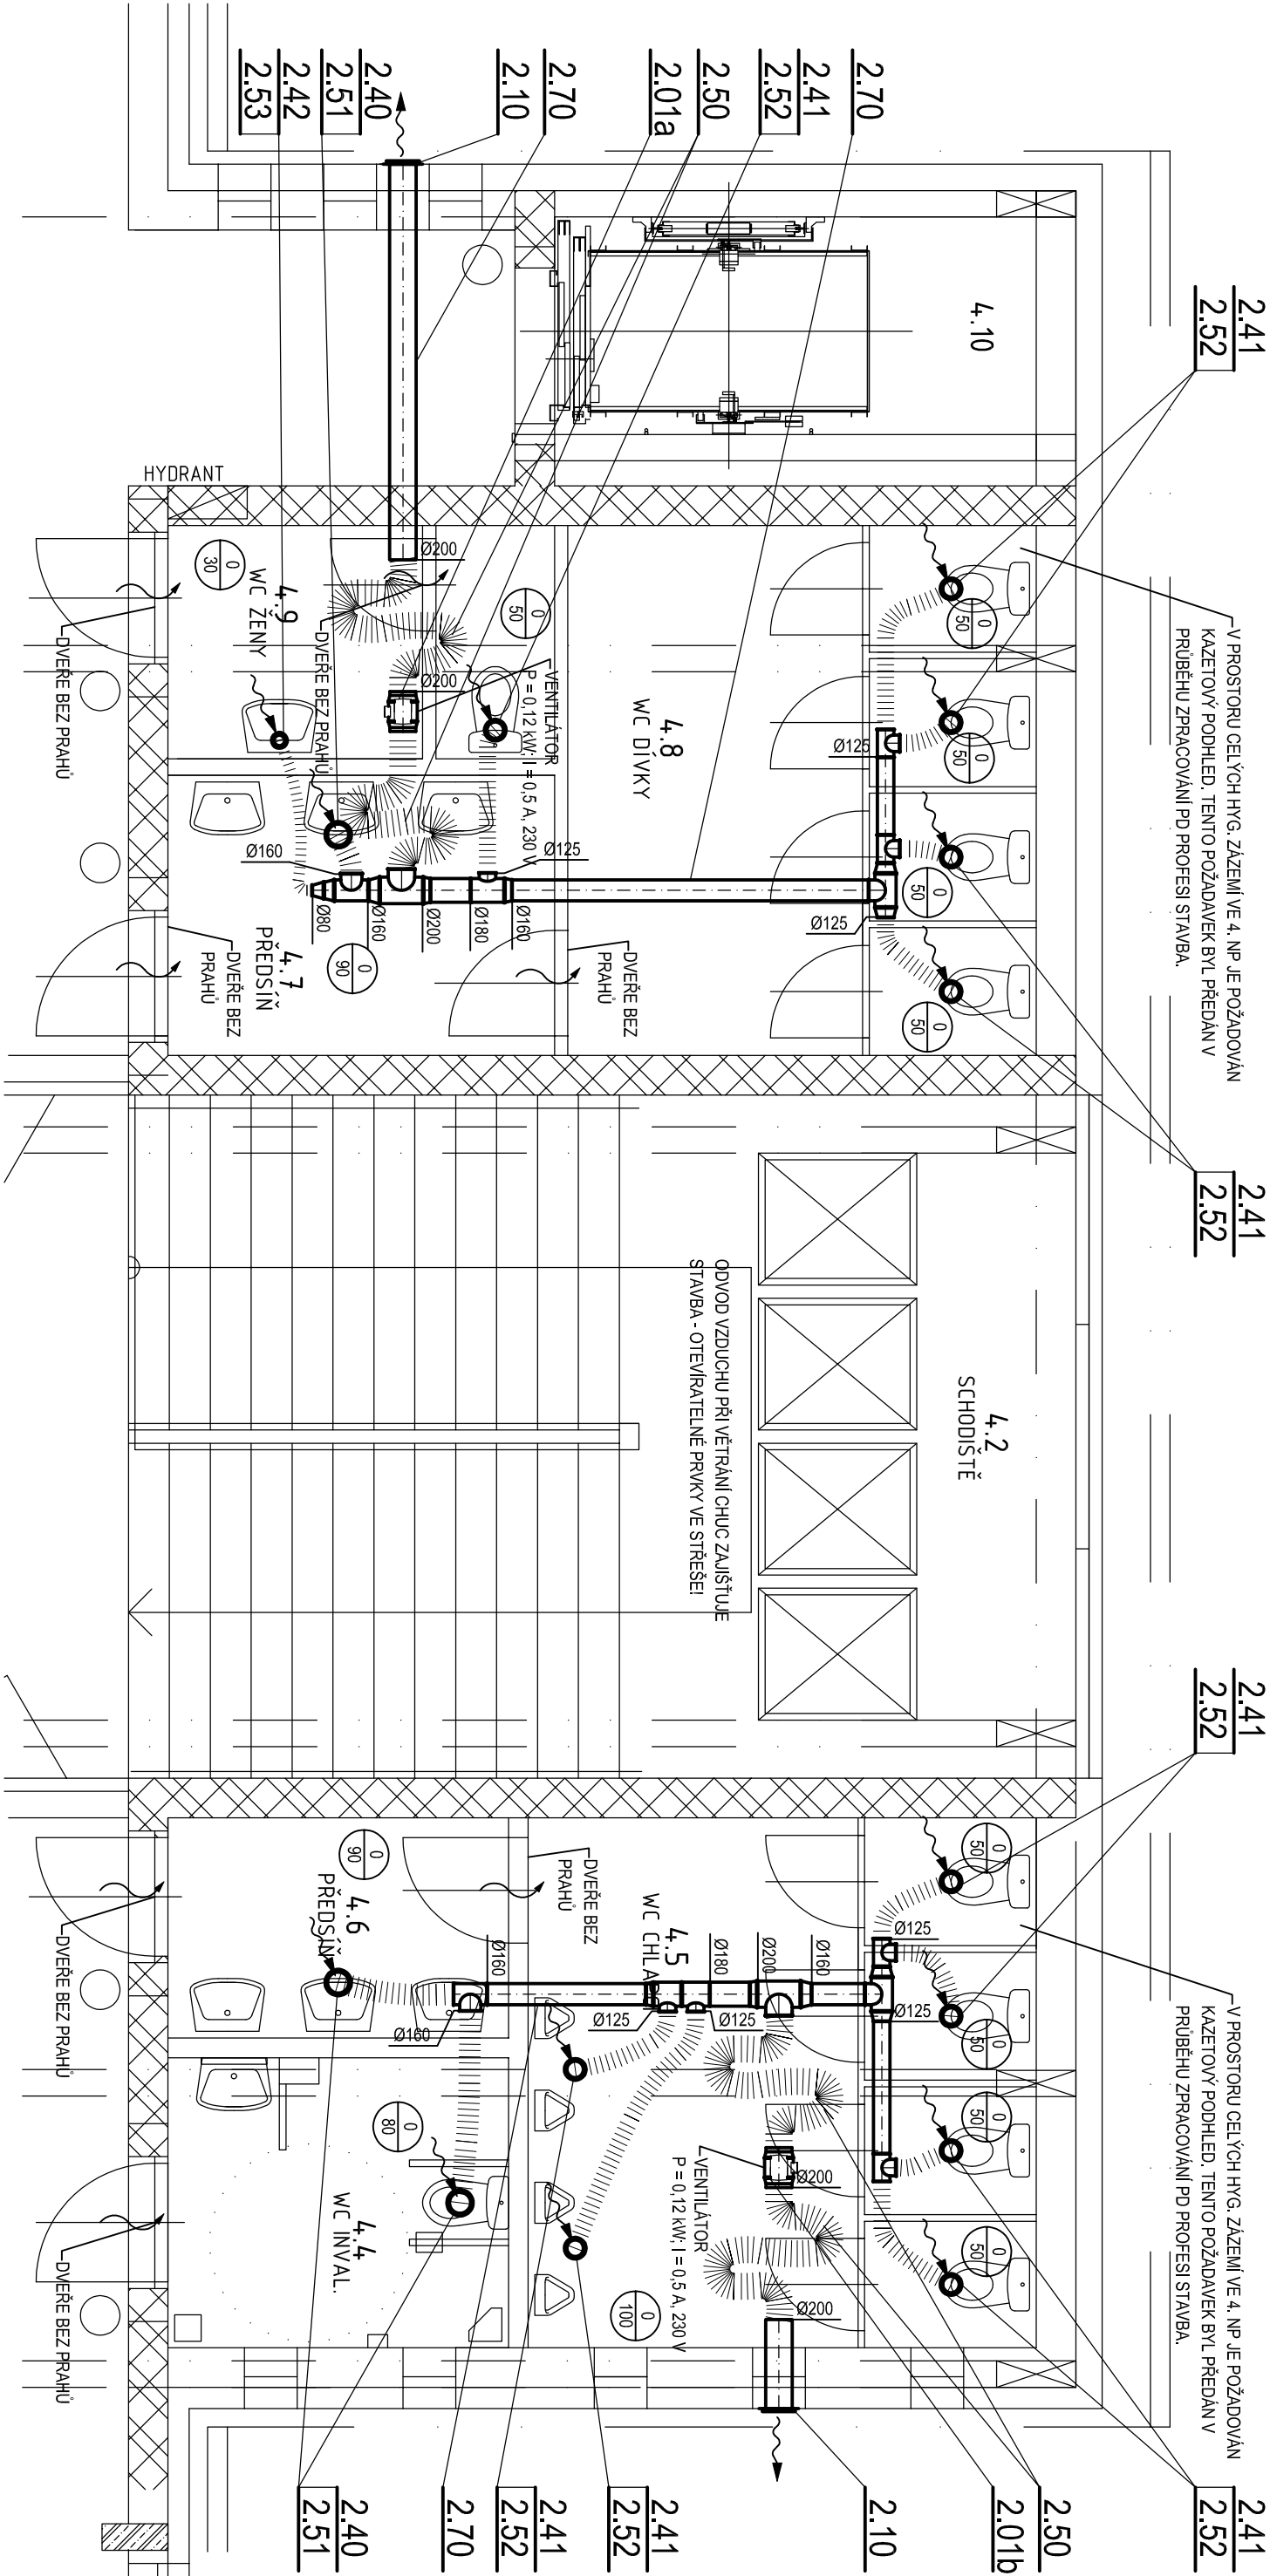 2.70
2.41
2.52
2.50
2.01a
2.70
2.10
2.40
2.51
2.42
2.53
2.41
2.52
4.10
HYDRANT
V PROSTORU CELÝCH HYG. ZÁZEMÍ VE 4. NP JE POŽADOVÁN
KAZETOVÝ PODHLED. TENTO POŽADAVEK BYL PŘEDÁN V
PRŮBĚHU ZPRACOVÁNÍ PD PROFESI STAVBA.
0
50
0
50
0
50
0
50
Ø125
Ø125
4.8
WC DÍVKY
VENTILÁTOR
P = 0,12 kW; I = 0,5 A, 230 V
0
50
Ø200
Ø200
DVEŘE BEZ PRAHŮ
4.9
WC ŽENY
0
30
DVEŘE BEZ PRAHŮ
Ø160
Ø125
Ø80
Ø160
Ø200
Ø180
Ø160
0
90
4.7
PŘEDSÍŇ
DVEŘE BEZ
PRAHŮ
DVEŘE BEZ
PRAHŮ
2.41
2.52
4.2
SCHODIŠTĚ
ODVOD VZDUCHU PŘI VĚTRÁNÍ CHUC ZAJIŠŤUJE
STAVBA - OTEVÍRATELNÉ PRVKY VE STŘEŠE!
2.41
2.52
V PROSTORU CELÝCH HYG. ZÁZEMÍ VE 4. NP JE POŽADOVÁN
KAZETOVÝ PODHLED. TENTO POŽADAVEK BYL PŘEDÁN V
PRŮBĚHU ZPRACOVÁNÍ PD PROFESI STAVBA.
0
50
0
50
0
50
0
50
Ø125
Ø125
Ø160
Ø200
Ø180
4.5
DVEŘE BEZ
PRAHŮ
Ø160
0
90
4.6
PŘEDSÍŇ
DVEŘE BEZ PRAHŮ
Ø125
Ø125
Ø160
Ø200
Ø200
VENTILÁTOR
P = 0,12 kW; I = 0,5 A, 230 V
0
80
0
100
4.4
WC INVAL.
DVEŘE BEZ PRAHŮ
2.41
2.52
2.50
2.01b
2.10
2.41
2.52
2.41
2.52
2.70
2.40
2.51